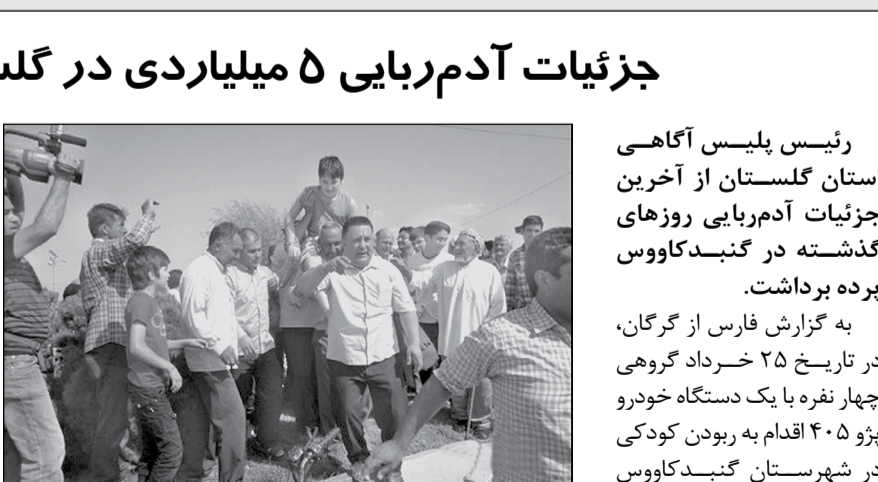 جزئیات آدم‌ربایی ۵ میلیاردی در
رئیس پلیس آگاهی
استان گلستان از آخرین
جزئیات آدم‌ربایی روزهای
گذشته در گنبدکاووس
پرده برداشت.
به گزارش فارس از گرگان،
در تاریخ ۲۵ خرداد گروهی
چهار نفره با یک دستگاه خودرو
پژو ۴۰۵ اقدام به ربودن کودکی
در شهرستان گنبدکاووس